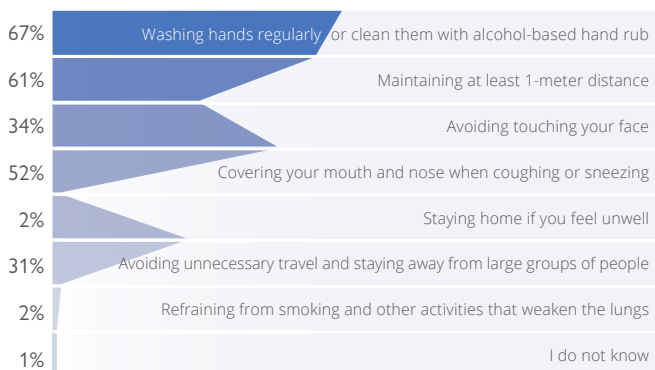 67% Washing hands regularly or clean them with alcohol-based hand rub
61% Maintaining at least 1-meter distance
34% Avoiding touching your face
52% Covering your mouth and nose when coughing or sneezing
2% Staying home if you feel unwell
31% Avoiding unnecessary travel and staying away from large groups of people
2% Refraining from smoking and other activities that weaken the lungs
1% I do not know